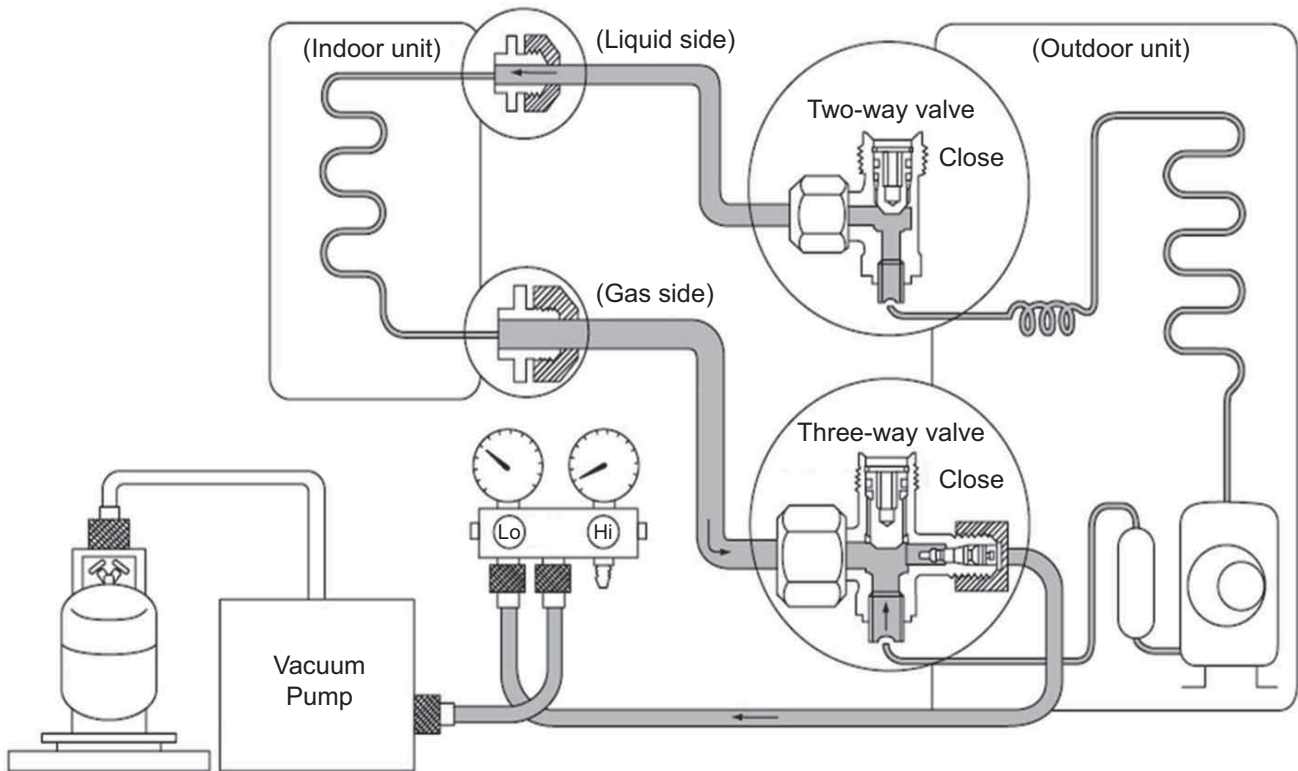 (Indoor unit)
(Liquid side)
(Outdoor unit)
Two-way valve
Close
(Gas side)
Three-way valve
Close
Lo
Hi
Vacuum
Pump